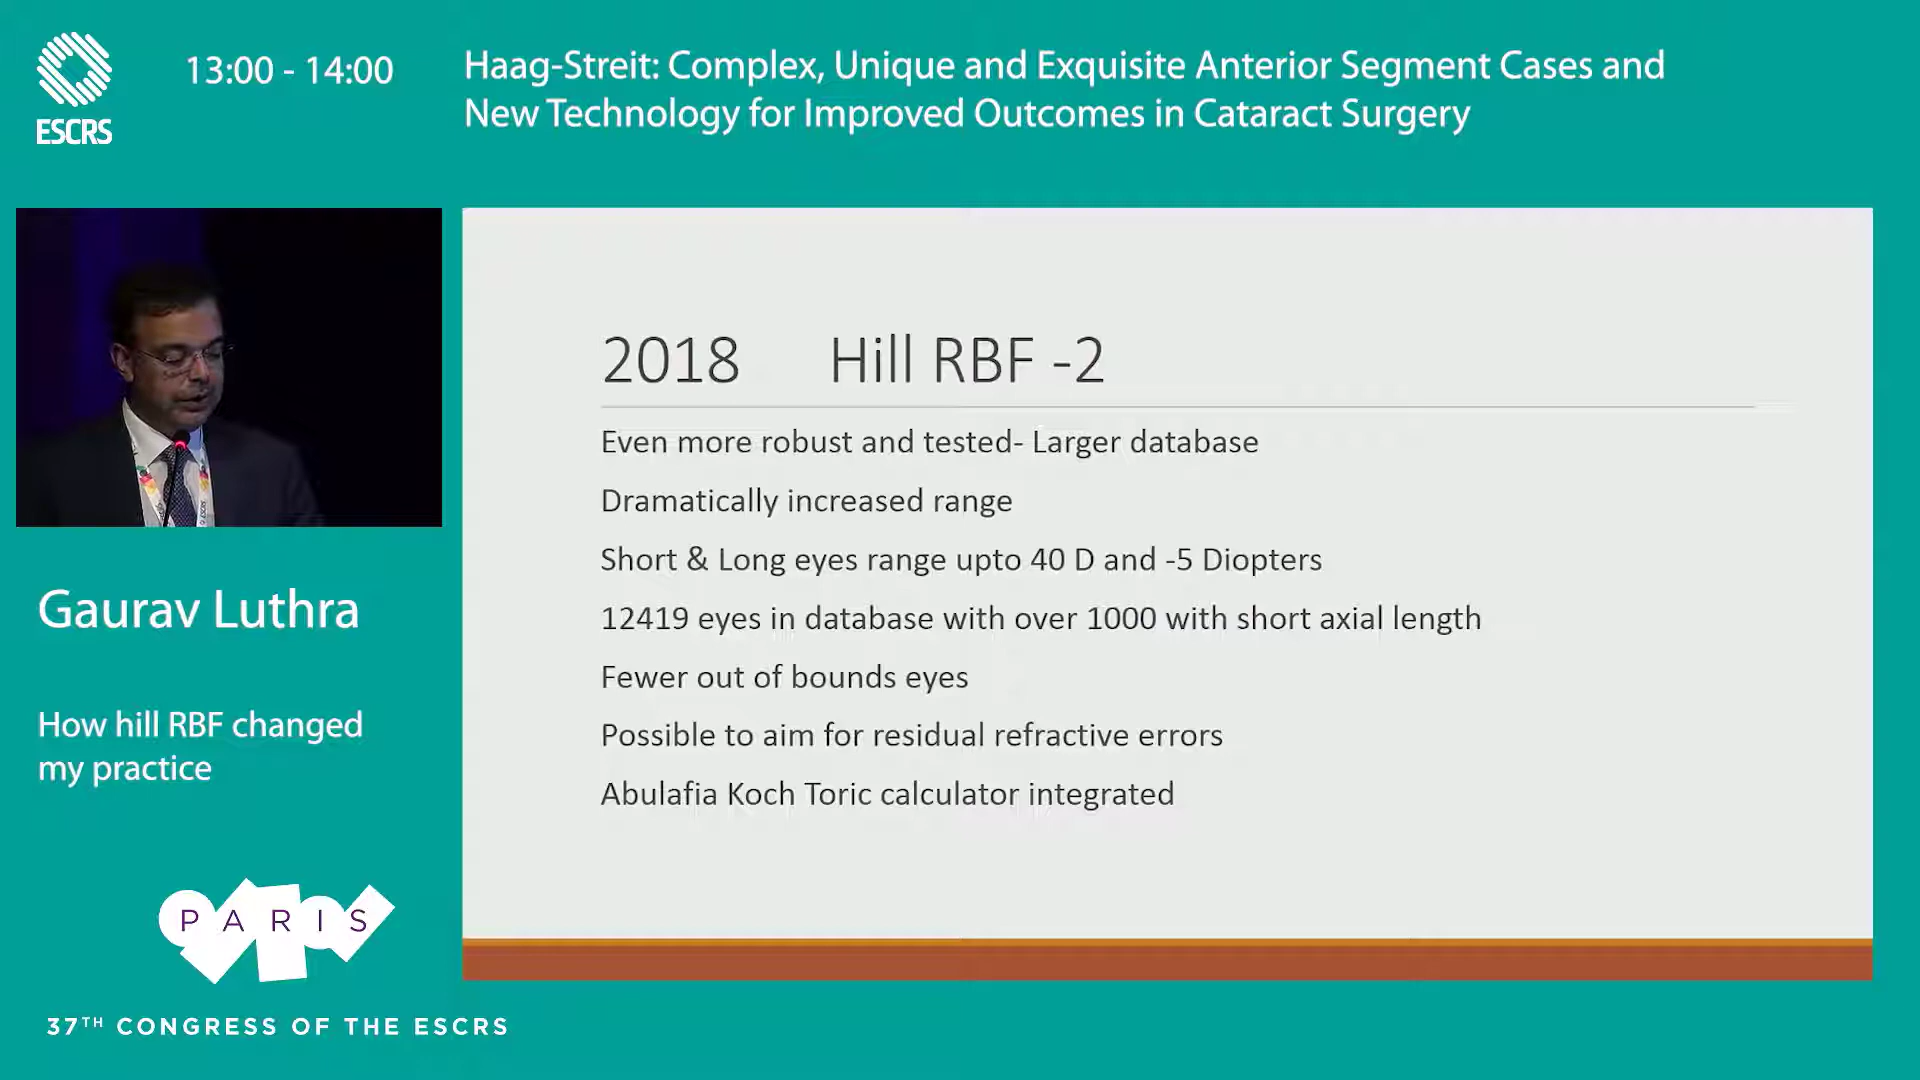 ESCRS
13:00 - 14:00
Haag-Streit: Complex, Unique and Exquisite Anterior Segment Cases and
New Technology for Improved Outcomes in Cataract Surgery
2018 Hill RBF -2
Even more robust and tested- Larger database
Dramatically increased range
Short & Long eyes range upto 40 D and -5 Diopters
12419 eyes in database with over 1000 with short axial length
Fewer out of bounds eyes
Possible to aim for residual refractive errors
Abulafia Koch Toric calculator integrated
Gaurav Luthra
How hill RBF changed
my practice
PARIS
37TH CONGRESS OF THE ESCRS